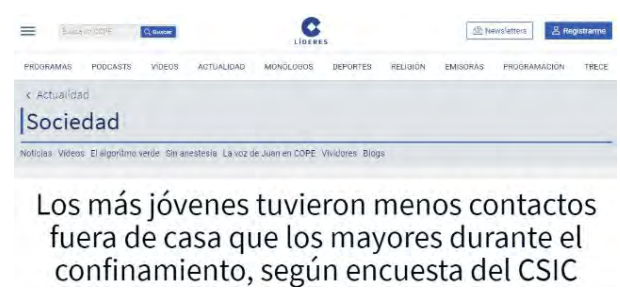 Buscar en COPE Buscar
LÍDERES
Newsletters Registrarme
PROGRAMAS PODCASTS VÍDEOS ACTUALIDAD MONÓLOGOS DEPORTES RELIGIÓN EMISORAS PROGRAMACIÓN TRECE
< Actualidad
Sociedad
Noticias Vídeos El algoritmo verde Sin anestesia La voz de Juan en COPE Vividores Blogs
Los más jóvenes tuvieron menos contactos
fuera de casa que los mayores durante el
confinamiento, según encuesta del CSIC